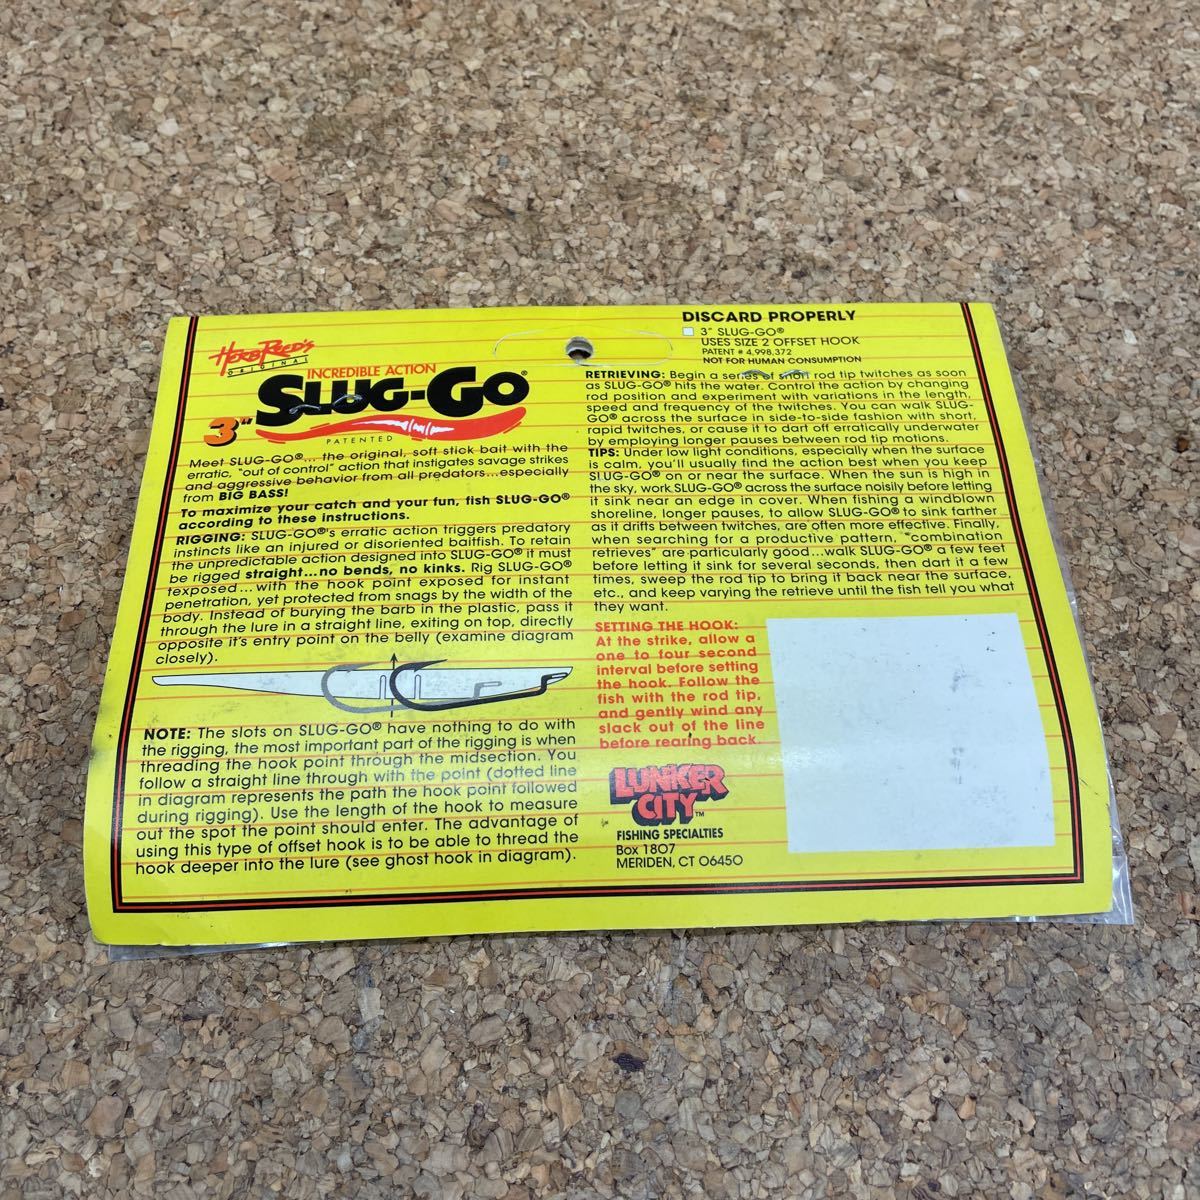 HERB REED'S
ORIGINAL
INCREDIBLE ACTION
3" SLUG-GO®
PATENTED
Meet SLUG-GO®... the original, soft stick bait with the
erratic, "out of control" action that instigates savage strikes
and aggressive behavior from all predators...especially
from BIG BASS!
To maximize your catch and your fun, fish SLUG-GO®
according to these instructions.
RIGGING: SLUG-GO®'s erratic action triggers predatory
instincts like an injured or disoriented baitfish. To retain
the unpredictable action designed into SLUG-GO® it must
be rigged straight...no bends, no kinks. Rig SLUG-GO®
Texposed...with the hook point exposed for instant
penetration, yet protected from snags by the width of the
body. Instead of burying the barb in the plastic, pass it
through the lure in a straight line, exiting on top, directly
opposite it's entry point on the belly (examine diagram
closely).
NOTE: The slots on SLUG-GO® have nothing to do with
the rigging, the most important part of the rigging is when
threading the hook point through the midsection. You
follow a straight line through with the point (dotted line
in diagram represents the path the hook point followed
during rigging). Use the length of the hook to measure
out the spot the point should enter. The advantage of
using this type of offset hook is to be able to thread the
hook deeper into the lure (see ghost hook in diagram).
DISCARD PROPERLY
3" SLUG-GO®
USES SIZE 2 OFFSET HOOK
PATENT # 4,998,372
NOT FOR HUMAN CONSUMPTION
RETRIEVING: Begin a series of short rod tip twitches as soon
as SLUG-GO® hits the water. Control the action by changing
rod position and experiment with variations in the length,
speed and frequency of the twitches. You can walk SLUG-
GO® across the surface in side-to-side fashion with short,
rapid twitches, or cause it to dart off erratically underwater
by employing longer pauses between rod tip motions.
TIPS: Under low light conditions, especially when the surface
is calm, you'll usually find the action best when you keep
SLUG-GO® on or near the surface. When the sun is high in
the sky, work SLUG-GO® across the surface noisily before letting
it sink near an edge in cover. When fishing a windblown
shoreline, longer pauses, to allow SLUG-GO® to sink farther
as it drifts between twitches, are often more effective. Finally,
when searching for a productive pattern, "combination
retrieves" are particularly good...walk SLUG-GO® a few feet
before letting it sink for several seconds, then dart it a few
times, sweep the rod tip to bring it back near the surface,
etc., and keep varying the retrieve until the fish tell you what
they want.
SETTING THE HOOK:
At the strike, allow a
one to four second
interval before setting
the hook. Follow the
fish with the rod tip,
and gently wind any
slack out of the line
before rearing back.
LUNKER
CITY™
FISHING SPECIALTIES
Box 1807
MERIDEN, CT 06450